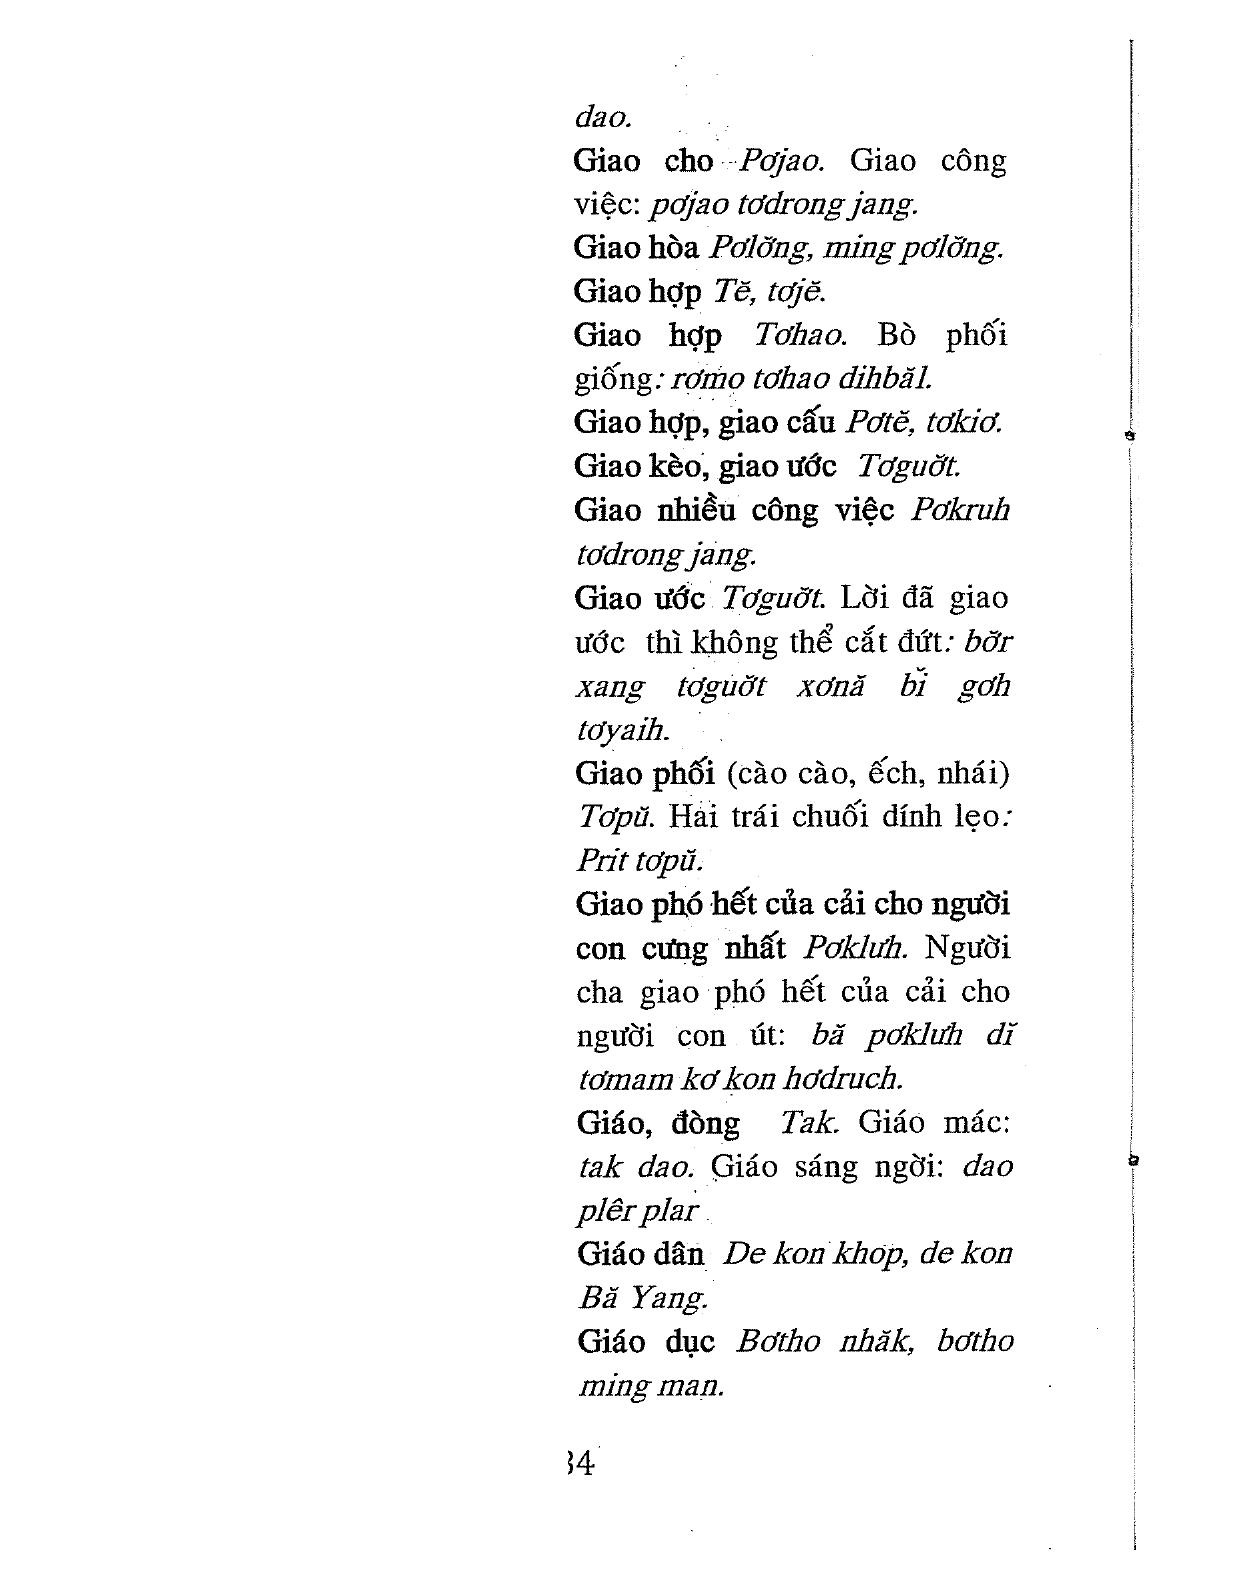 dao.
Giao cho Pơjao. Giao công
việc: pơjao tơdrong jang.
Giao hòa Pơlơ̆ng, ming pơlơ̆ng.
Giao hợp Tĕ, tơjĕ.
Giao hợp Tơhao. Bò phối
giống: rơmo tơhao dihbăl.
Giao hợp, giao cấu Pơtĕ, tơkiơ.
Giao kèo, giao ước Tơguơ̆t.
Giao nhiều công việc Pơkruh
tơdrong jang.
Giao ước Tơguơ̆t. Lời đã giao
ước thì không thể cắt đứt: bơ̆r
xang tơguơ̆t xơnă bĭ gơh
tơyaih.
Giao phối (cào cào, ếch, nhái)
Tơpŭ. Hai trái chuối dính lẹo:
Prit tơpŭ.
Giao phó hết của cải cho người
con cưng nhất Pơklưh. Người
cha giao phó hết của cải cho
người con út: bă pơklưh dĭ
tơmam kơ kon hơdruch.
Giáo, đòng Tak. Giáo mác:
tak dao. Giáo sáng ngời: dao
plêr plar
Giáo dân De kon khop, de kon
Bă Yang.
Giáo dục Bơtho nhăk, bơtho
ming man.
34